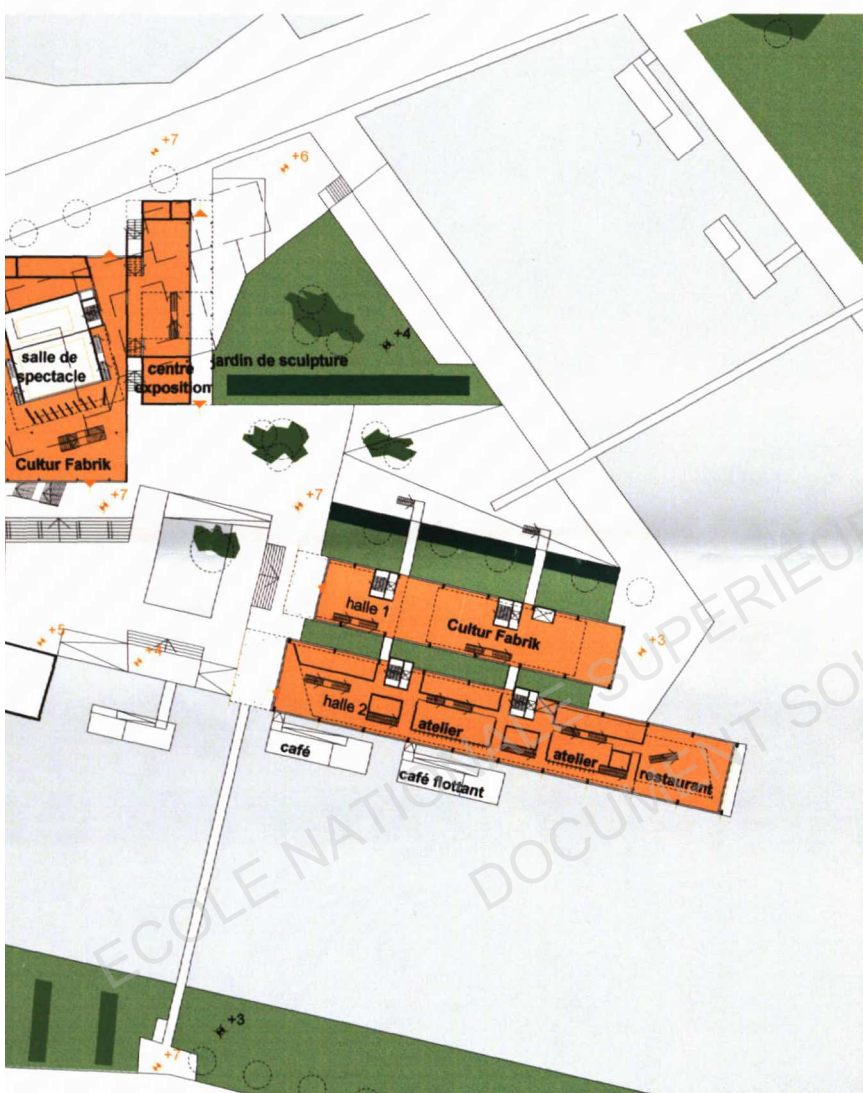 +7
+6
+4
salle de
spectacle
centre
exposition
jardin de sculpture
Cultur Fabrik
+7
+7
halle 1
Cultur Fabrik
+5
+4
+3
halle 2
atelier
atelier
restaurant
café
café flottant
+3
+7
ECOLE NATIONALE SUPERIEU
DOCUMENT SOU